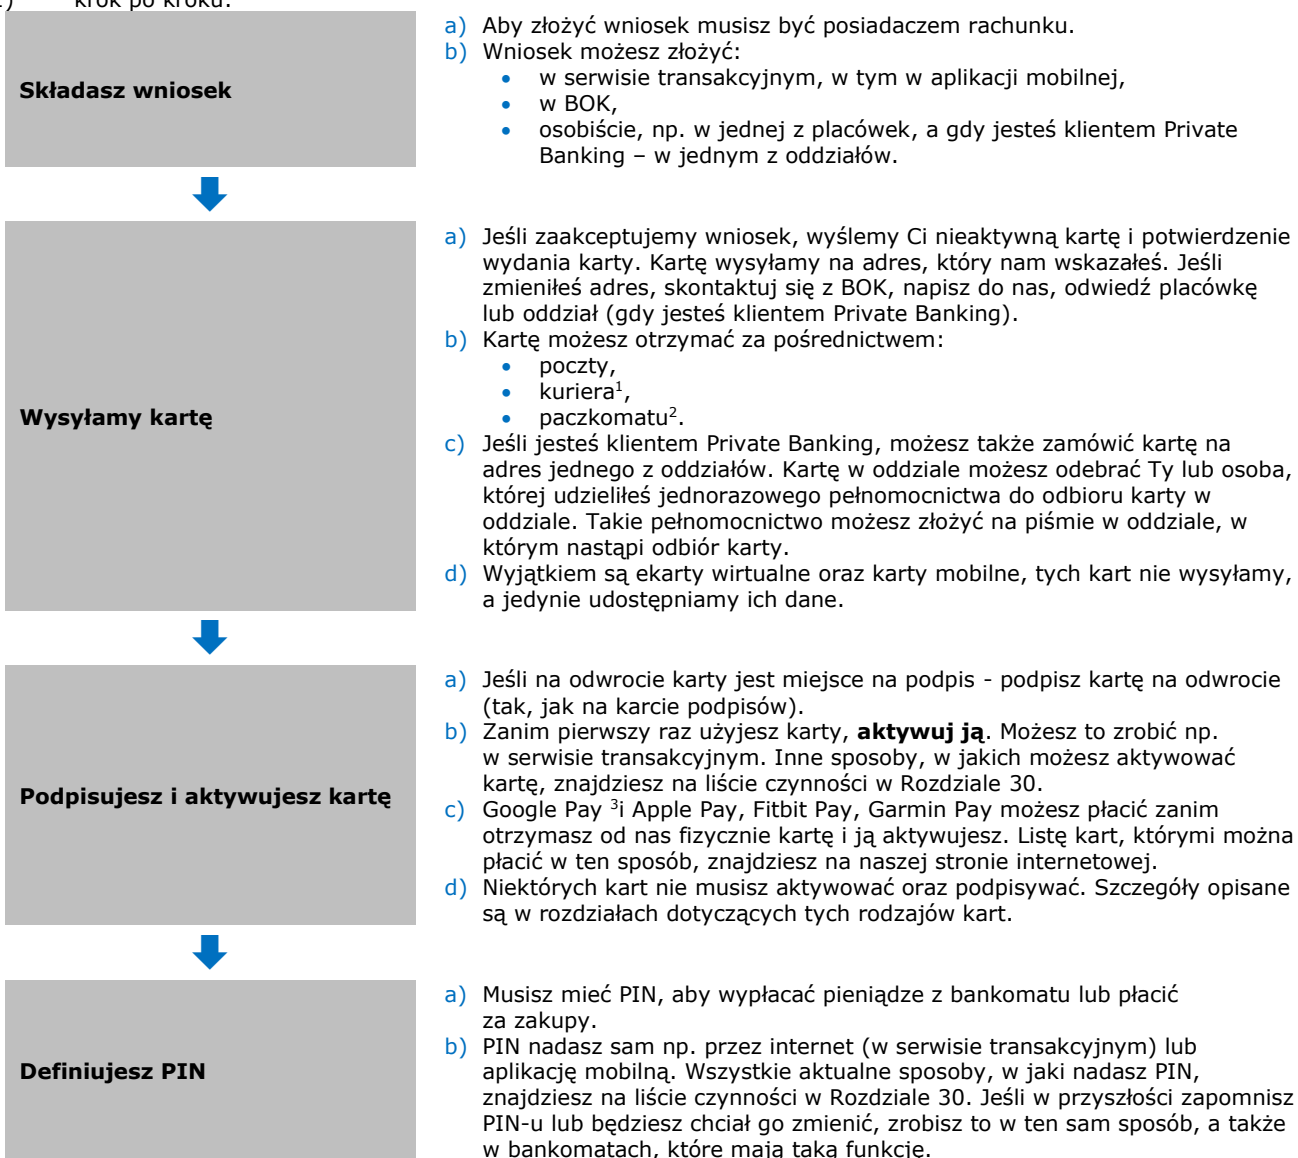 krok po kroku:
Składasz wniosek
a) Aby złożyć wniosek musisz być posiadaczem rachunku.
b) Wniosek możesz złożyć:
• w serwisie transakcyjnym, w tym w aplikacji mobilnej,
• w BOK,
• osobiście, np. w jednej z placówek, a gdy jesteś klientem Private
Banking – w jednym z oddziałów.
Wysyłamy kartę
a) Jeśli zaakceptujemy wniosek, wyślemy Ci nieaktywną kartę i potwierdzenie
wydania karty. Kartę wysyłamy na adres, który nam wskazałeś. Jeśli
zmieniłeś adres, skontaktuj się z BOK, napisz do nas, odwiedź placówkę
lub oddział (gdy jesteś klientem Private Banking).
b) Kartę możesz otrzymać za pośrednictwem:
• poczty,
• kuriera¹,
• paczkomatu².
c) Jeśli jesteś klientem Private Banking, możesz także zamówić kartę na
adres jednego z oddziałów. Kartę w oddziale możesz odebrać Ty lub osoba,
której udzieliłeś jednorazowego pełnomocnictwa do odbioru karty w
oddziale. Takie pełnomocnictwo możesz złożyć na piśmie w oddziale, w
którym nastąpi odbiór karty.
d) Wyjątkiem są ekarty wirtualne oraz karty mobilne, tych kart nie wysyłamy,
a jedynie udostępniamy ich dane.
Podpisujesz i aktywujesz kartę
a) Jeśli na odwrocie karty jest miejsce na podpis - podpisz kartę na odwrocie
(tak, jak na karcie podpisów).
b) Zanim pierwszy raz użyjesz karty, aktywuj ją. Możesz to zrobić np.
w serwisie transakcyjnym. Inne sposoby, w jakich możesz aktywować
kartę, znajdziesz na liście czynności w Rozdziale 30.
c) Google Pay ³i Apple Pay, Fitbit Pay, Garmin Pay możesz płacić zanim
otrzymasz od nas fizycznie kartę i ją aktywujesz. Listę kart, którymi można
płacić w ten sposób, znajdziesz na naszej stronie internetowej.
d) Niektórych kart nie musisz aktywować oraz podpisywać. Szczegóły opisane
są w rozdziałach dotyczących tych rodzajów kart.
Definiujesz PIN
a) Musisz mieć PIN, aby wypłacać pieniądze z bankomatu lub płacić
za zakupy.
b) PIN nadasz sam np. przez internet (w serwisie transakcyjnym) lub
aplikację mobilną. Wszystkie aktualne sposoby, w jaki nadasz PIN,
znajdziesz na liście czynności w Rozdziale 30. Jeśli w przyszłości zapomnisz
PIN-u lub będziesz chciał go zmienić, zrobisz to w ten sam sposób, a także
w bankomatach, które mają taką funkcję.